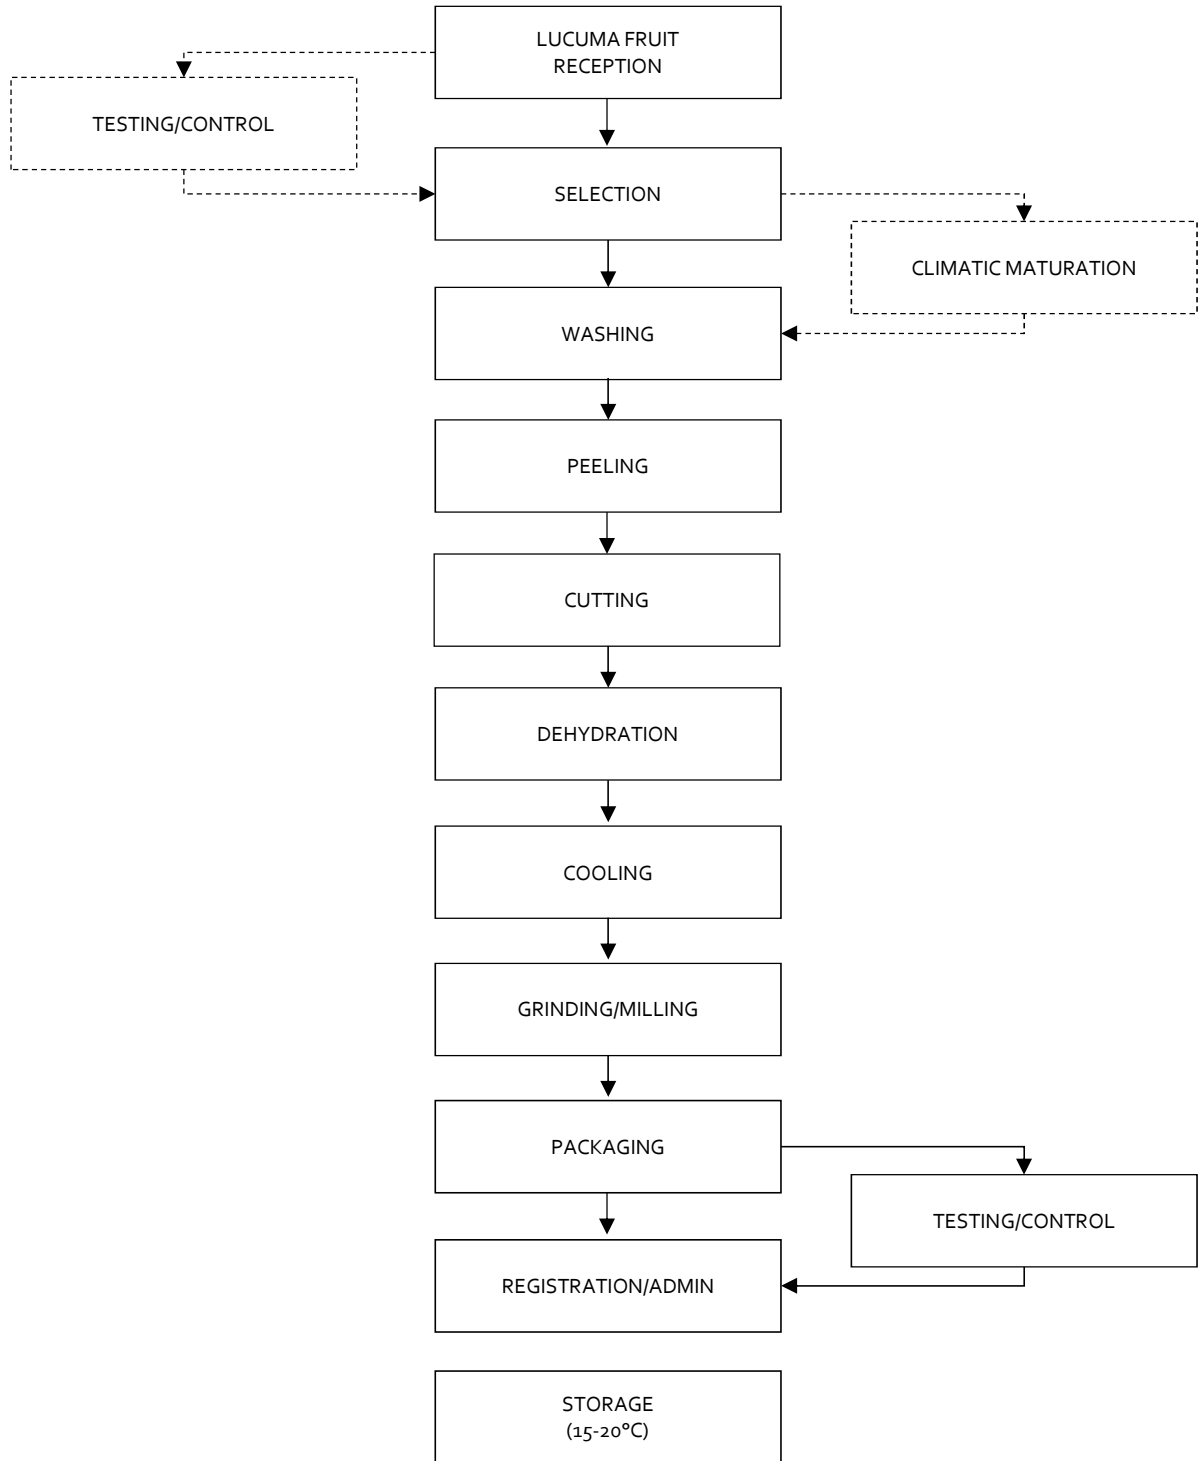 LUCUMA FRUIT
RECEPTION
TESTING/CONTROL
SELECTION
CLIMATIC MATURATION
WASHING
PEELING
CUTTING
DEHYDRATION
COOLING
GRINDING/MILLING
PACKAGING
TESTING/CONTROL
REGISTRATION/ADMIN
STORAGE
(15-20°C)